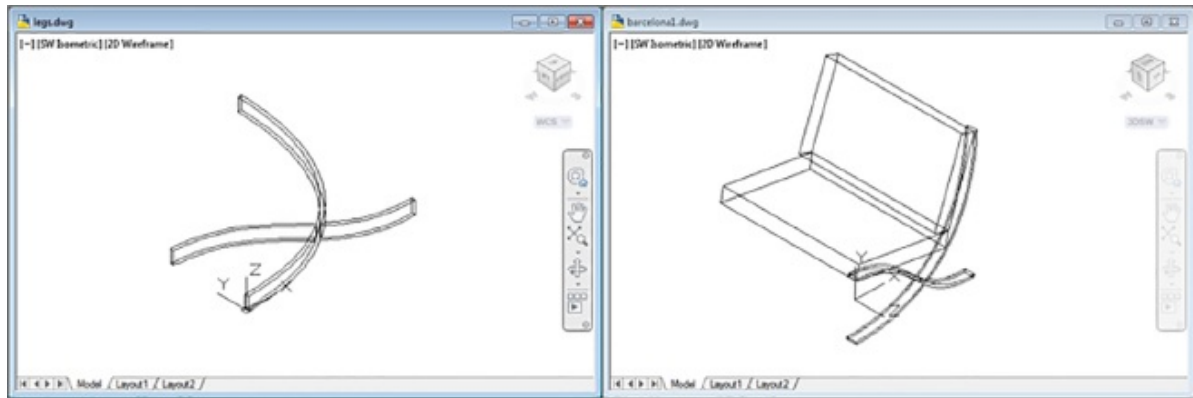 legs.dwg
[−] [SW Isometric] [2D Wireframe]
WCS
Z
Y
X
Model / Layout1 / Layout2 /
barcelona1.dwg
[−] [SW Isometric] [2D Wireframe]
3DSW
Y
X
Z
Model / Layout1 / Layout2 /